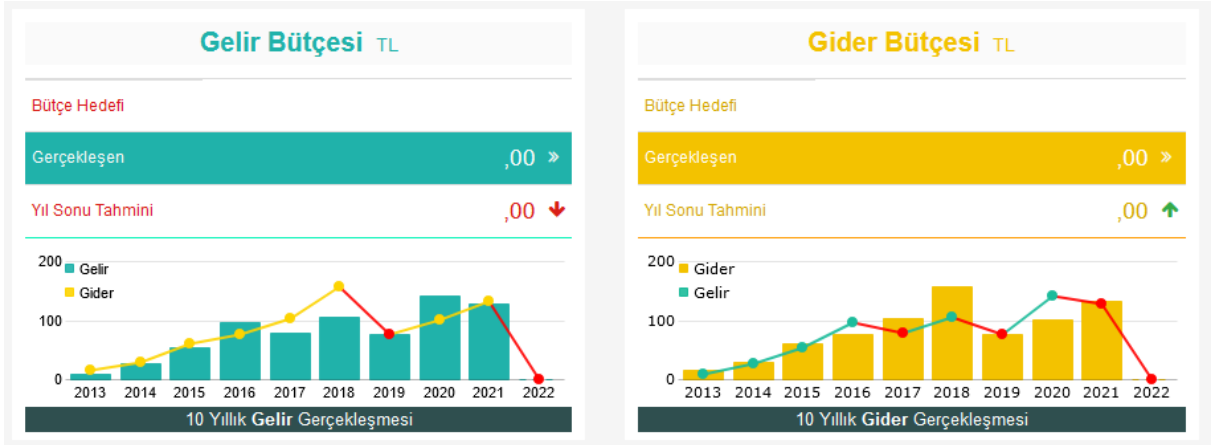 Gelir Bütçesi TL
Bütçe Hedefi
Gerçekleşen ,00 »
Yıl Sonu Tahmini ,00
200
Gelir
Gider
100
0
2013 2014 2015 2016 2017 2018 2019 2020 2021 2022
10 Yıllık Gelir Gerçekleşmesi
Gider Bütçesi TL
Bütçe Hedefi
Gerçekleşen ,00 »
Yıl Sonu Tahmini ,00
200
Gider
Gelir
100
0
2013 2014 2015 2016 2017 2018 2019 2020 2021 2022
10 Yıllık Gider Gerçekleşmesi